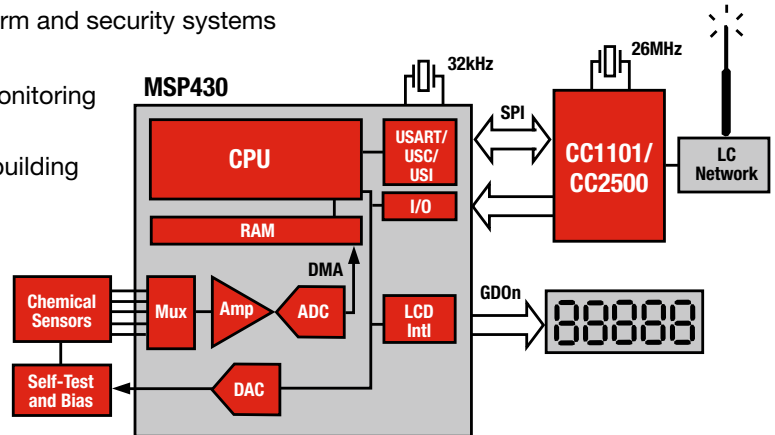 rm and security systems
onitoring
building
MSP430
32kHz
26MHz
CPU
USART/
USC/
USI
SPI
CC1101/
CC2500
LC
Network
I/O
RAM
DMA
GDOn
Chemical
Sensors
Mux
Amp
ADC
LCD
Intl
88888
Self-Test
and Bias
DAC